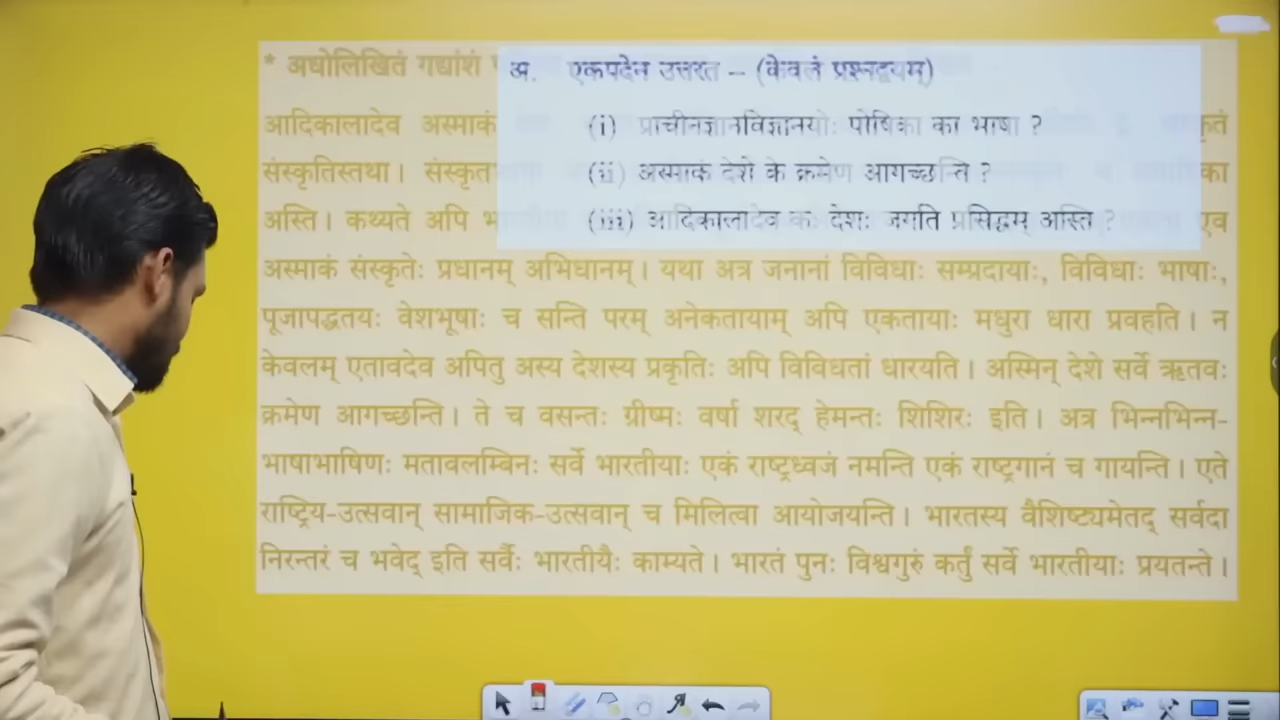 * अधोलिखितं गद्यांशं
अ. एकपदेन उत्तरत – (केवलं प्रश्नद्वयम्)
(i) प्राचीनज्ञानविज्ञानयोः पोषिका का भाषा ?
(ii) अस्माकं देशे के क्रमेण आगच्छन्ति ?
(iii) आदिकालादेव कः देशः जगति प्रसिद्धम् अस्ति ?
आदिकालादेव अस्माकं
संस्कृतिस्तथा। संस्कृत
अस्ति। कथ्यते अपि एव
अस्माकं संस्कृतेः प्रधानम् अभिधानम्। यथा अत्र जनानां विविधाः सम्प्रदायाः, विविधाः भाषाः,
पूजापद्धतयः वेशभूषाः च सन्ति परम् अनेकतायाम् अपि एकतायाः मधुरा धारा प्रवहति। न
केवलम् एतावदेव अपितु अस्य देशस्य प्रकृतिः अपि विविधतां धारयति। अस्मिन् देशे सर्वे ऋतवः
क्रमेण आगच्छन्ति। ते च वसन्तः ग्रीष्मः वर्षा शरद् हेमन्तः शिशिरः इति। अत्र भिन्नभिन्न-
भाषाभाषिणः मतावलम्बिनः सर्वे भारतीयाः एकं राष्ट्रध्वजं नमन्ति एकं राष्ट्रगानं च गायन्ति। एते
राष्ट्रिय-उत्सवान् सामाजिक-उत्सवान् च मिलित्वा आयोजयन्ति। भारतस्य वैशिष्ट्यमेतद् सर्वदा
निरन्तरं च भवेद् इति सर्वैः भारतीयैः काम्यते। भारतं पुनः विश्वगुरुं कर्तुं सर्वे भारतीयाः प्रयतन्ते।